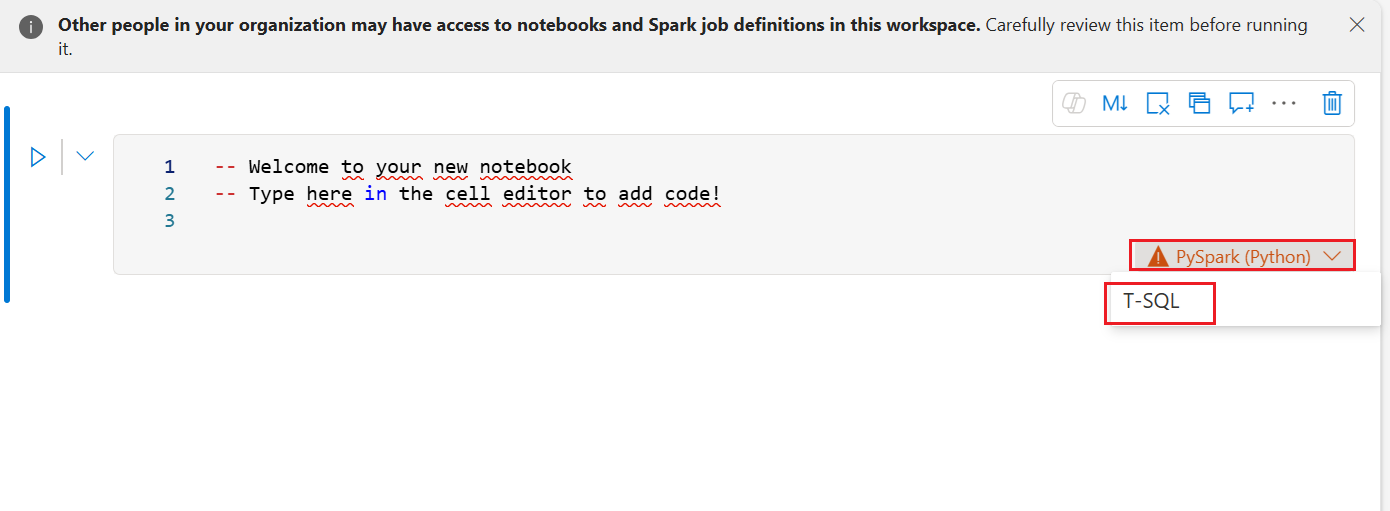 Other people in your organization may have access to notebooks and Spark job definitions in this workspace. Carefully review this item before running
it.
M↓
1 -- Welcome to your new notebook
2 -- Type here in the cell editor to add code!
3
PySpark (Python)
T-SQL